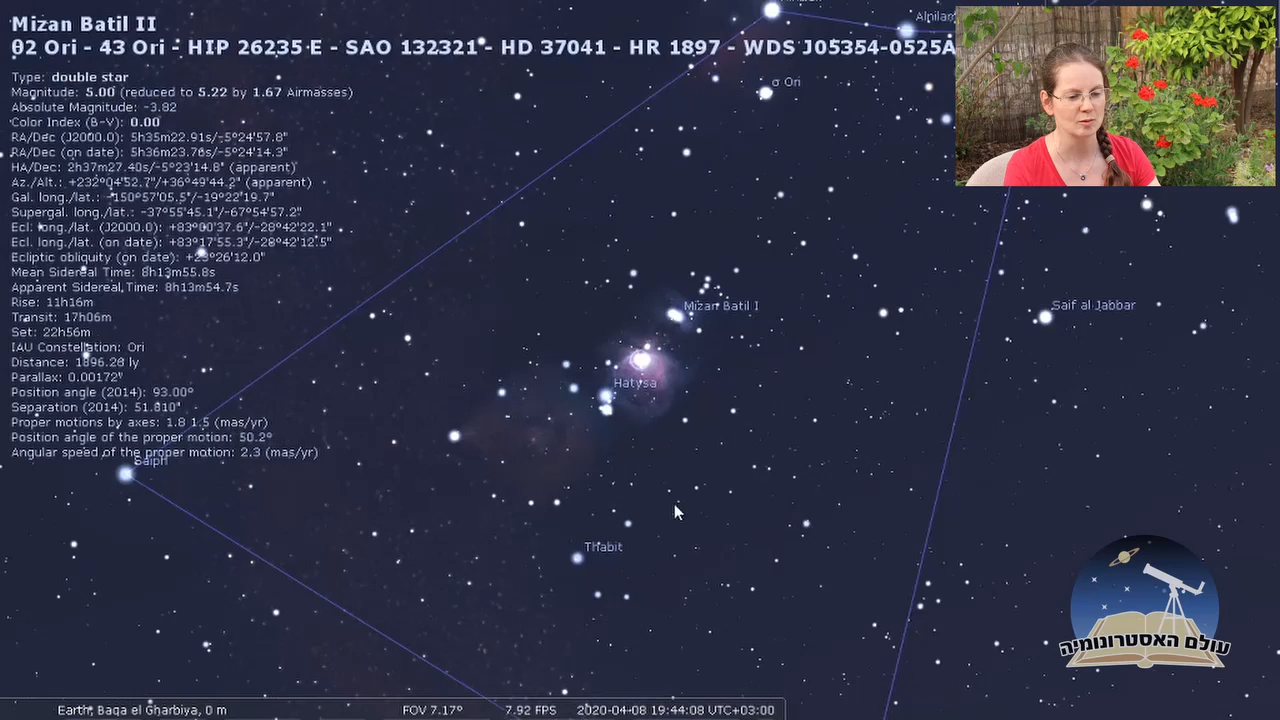 Mizan Batil II
θ2 Ori - 43 Ori - HIP 26235 E - SAO 132321 - HD 37041 - HR 1897 - WDS J05354-0525A
Type: double star
Magnitude: 5.00 (reduced to 5.22 by 1.67 Airmasses)
Absolute Magnitude: -3.82
Color Index (B-V): 0.00
RA/Dec (J2000.0): 5h35m22.91s/-5°24'57.8"
RA/Dec (on date): 5h36m23.76s/-5°24'14.3"
HA/Dec: 2h37m27.40s/-5°23'14.8" (apparent)
Az./Alt.: +232°04'52.7"/+36°49'44.2" (apparent)
Gal. long./lat.: -150°57'05.5"/-19°22'19.7"
Supergal. long./lat.: -37°55'45.1"/-67°54'57.2"
Ecl. long./lat. (J2000.0): +83°00'37.6"/-28°42'22.1"
Ecl. long./lat. (on date): +83°17'55.3"/-28°42'12.5"
Ecliptic obliquity (on date): +23°26'12.0"
Mean Sidereal Time: 8h13m55.8s
Apparent Sidereal Time: 8h13m54.7s
Rise: 11h16m
Transit: 17h06m
Set: 22h56m
IAU Constellation: Ori
Distance: 1896.28 ly
Parallax: 0.00172"
Position angle (2014): 93.00°
Separation (2014): 51.810"
Proper motions by axes: 1.8 1.5 (mas/yr)
Position angle of the proper motion: 50.2°
Angular speed of the proper motion: 2.3 (mas/yr)
Alnilam
σ Ori
Mizan Batil I
Saif al Jabbar
Hatysa
Saiph
Thabit
עולם האסטרונומיה
Earth, Baqa el Gharbiya, 0 m
FOV 7.17°
7.92 FPS
2020-04-08 19:44:08 UTC+03:00